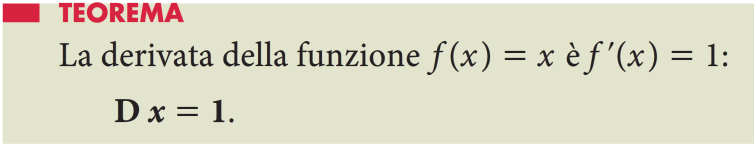 TEOREMA
La derivata della funzione f(x) = x è f′(x) = 1:
D x = 1.